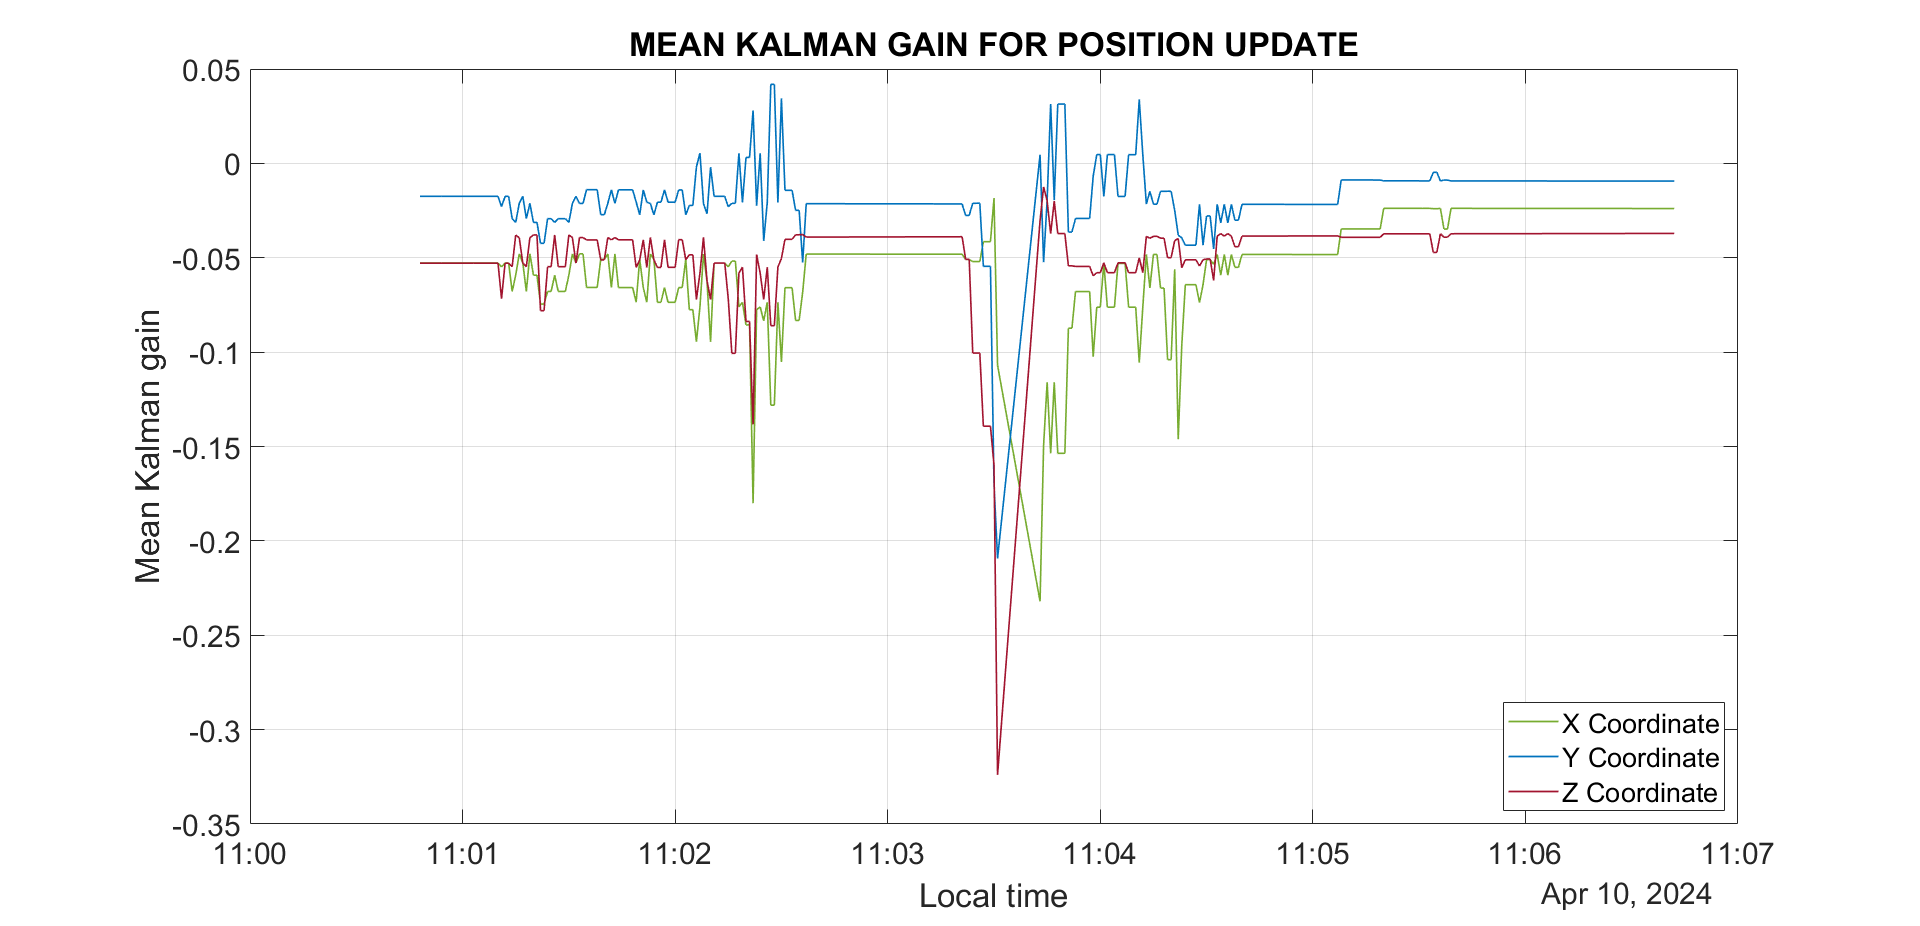 MEAN KALMAN GAIN FOR POSITION UPDATE
Mean Kalman gain
0.05
0
-0.05
-0.1
-0.15
-0.2
-0.25
-0.3
-0.35
X Coordinate
Y Coordinate
Z Coordinate
11:00 11:01 11:02 11:03 11:04 11:05 11:06 11:07
Local time
Apr 10, 2024